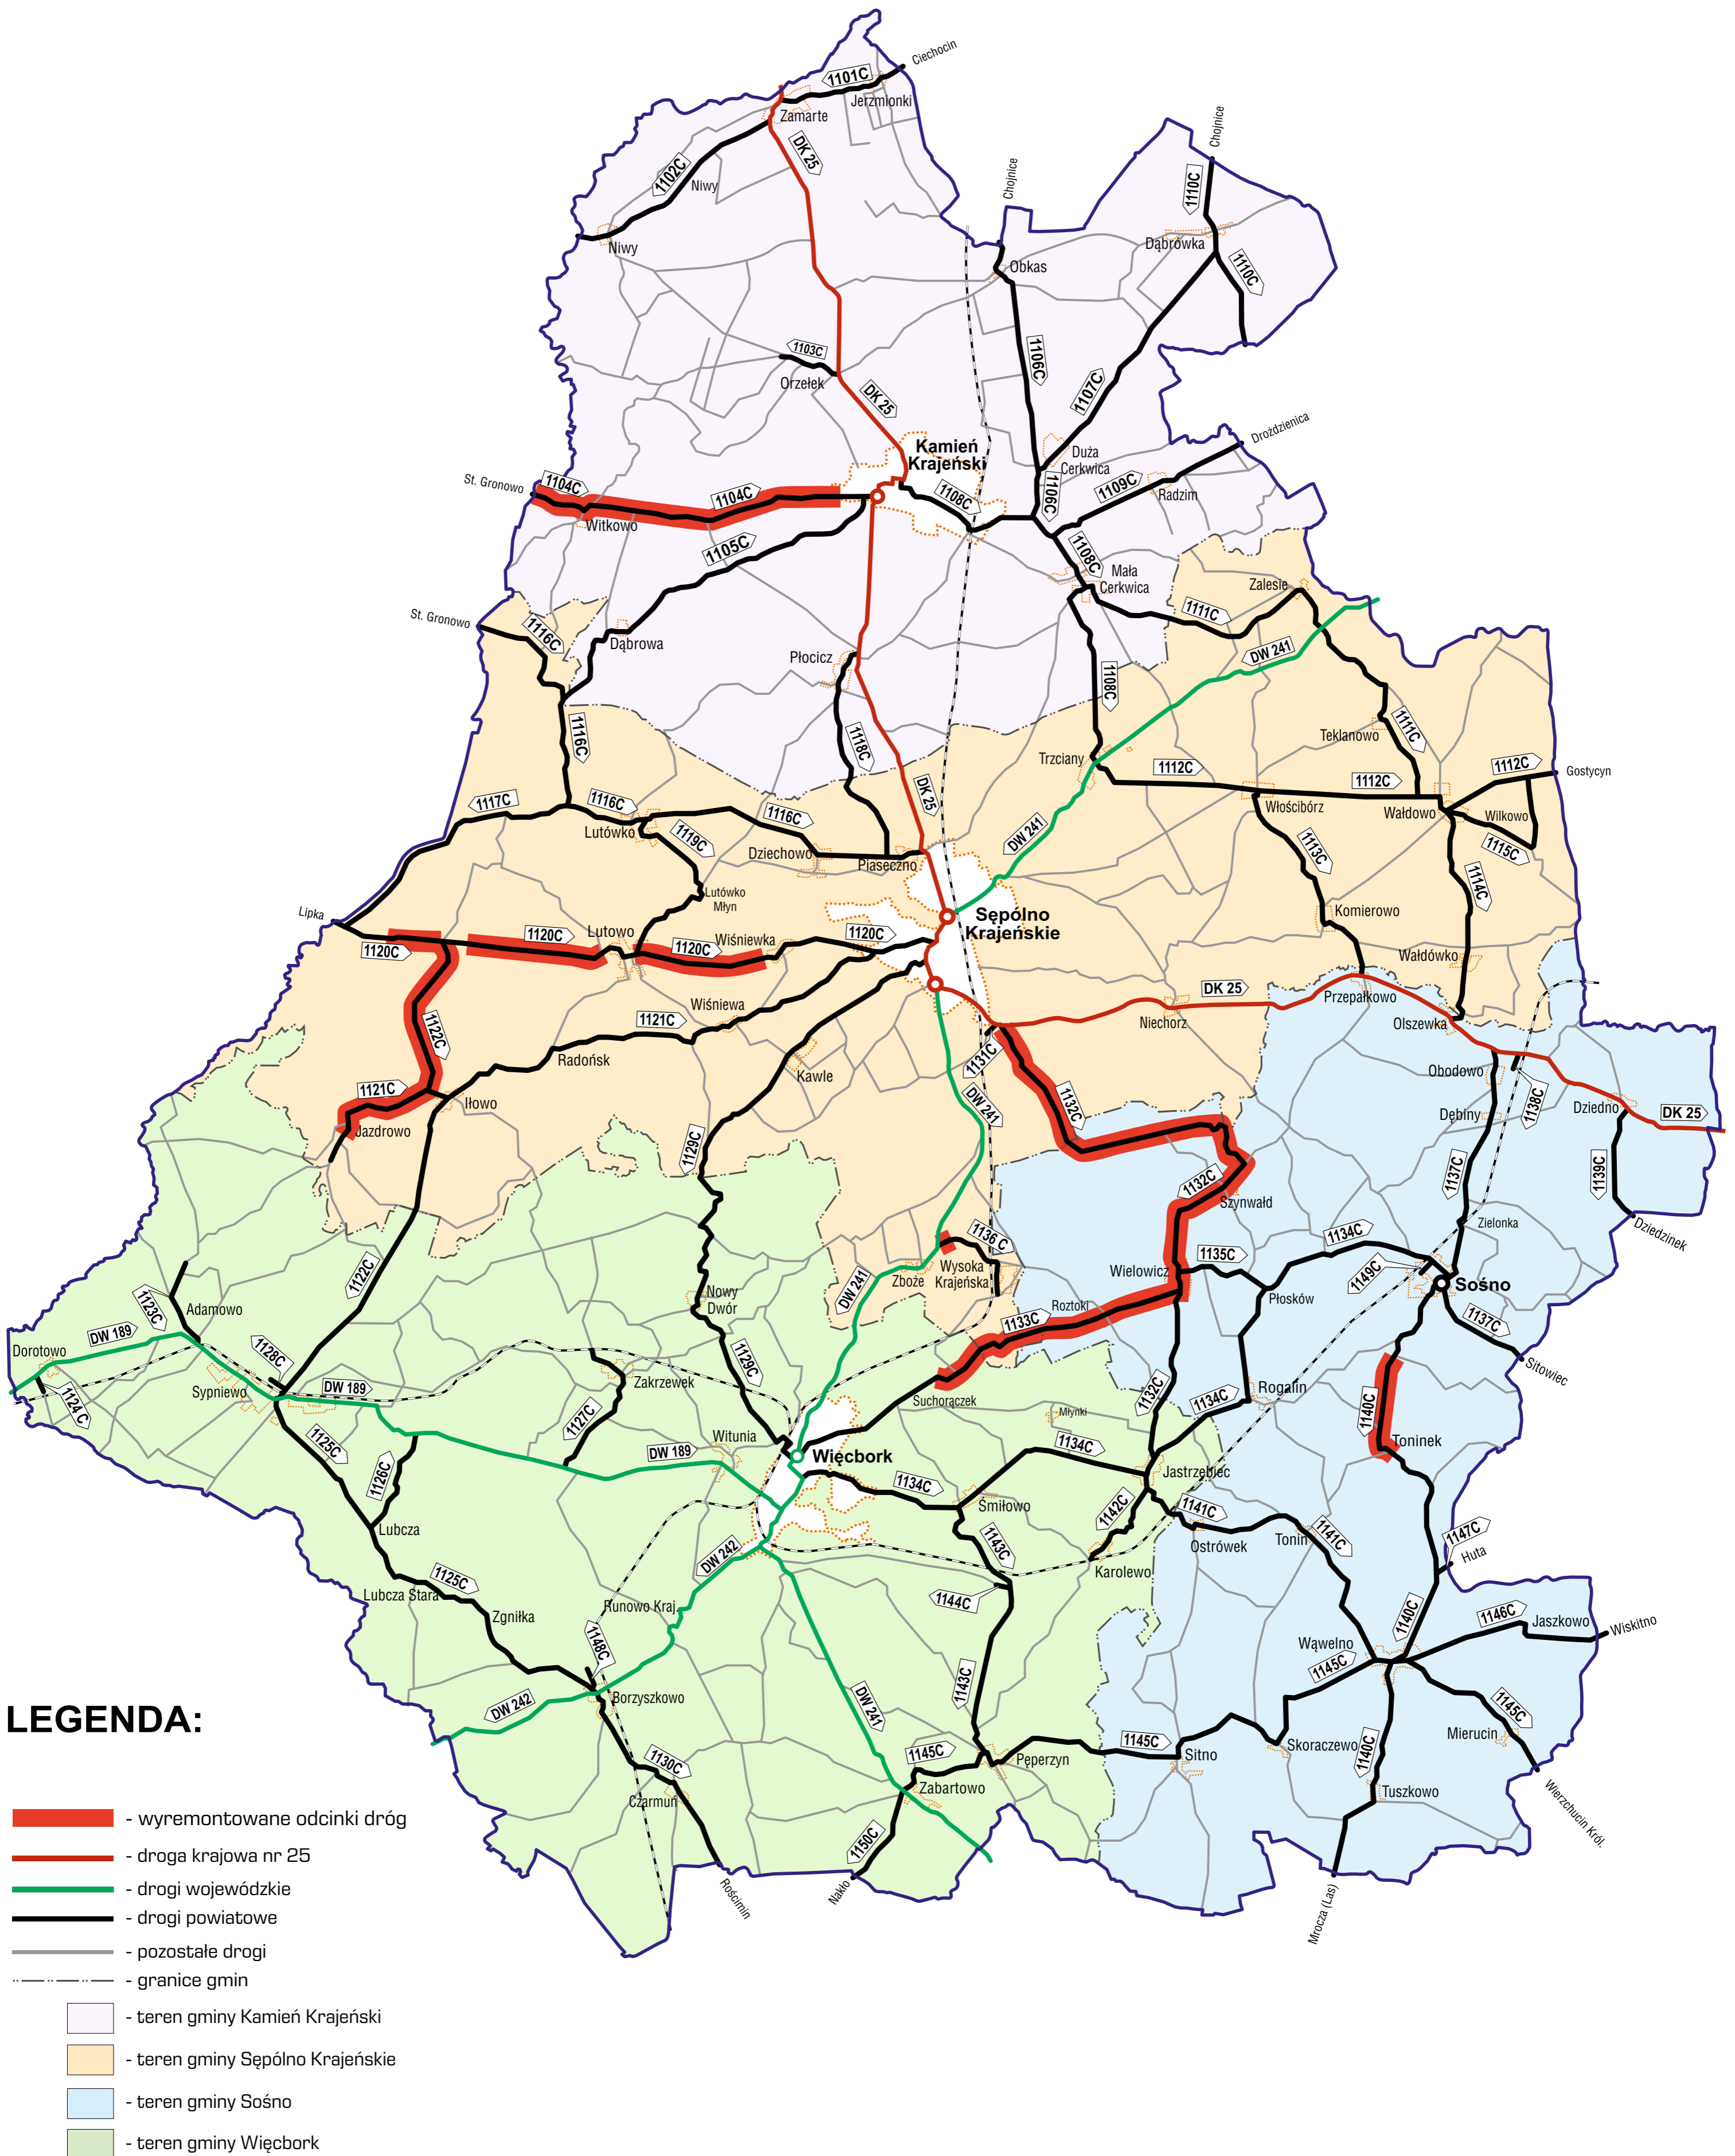 Ciechocin
1101C
Jerzmionki
Zamarte
DK 25
1102C
Niwy
Niwy
Chojnice
Chojnice
1110C
Dąbrówka
1110C
Obkas
1106C
1107C
1103C
Orzełek
DK 25
Kamień
Krajeński
Duża
Cerkwica
Drożdzienica
1106C
1109C
Radzim
St. Gronowo
1104C
1104C
Witkowo
1108C
1105C
1108C
Mała
Cerkwica
Zalesie
1111C
St. Gronowo
1116C
Dąbrowa
Płocicz
DW 241
1108C
1116C
1118C
Teklanowo
1111C
Trzciany
1112C
1112C
1112C
Gostycyn
DK 25
1117C
1116C
Lutówko
1116C
1119C
Dziechowo
Piaseczno
DW 241
Włościbórz
Wałdowo
Wilkowo
1115C
1113C
1114C
Lutówko
Młyn
Lipka
Sępólno
Krajeńskie
Komierowo
1120C
1120C
Lutowo
1120C
Wiśniewka
1120C
Wałdówko
Wiśniewa
DK 25
Przepałkowo
Niechorz
Olszewka
1122C
1121C
Radońsk
Kawle
1131C
1132C
DW 241
Obodowo
1138C
Dębiny
Dziedno
DK 25
1121C
Iłowo
Jazdrowo
1129C
1137C
1139C
1132C
Szynwałd
Zielonka
Dziedzinek
1136 C
Wysoka
Krajeńska
Zboże
1134C
1135C
Wielowicz
1149C
Sośno
Płosków
1122C
1123C
Adamowo
Nowy
Dwór
DW 241
Roztoki
1133C
1137C
Sitowiec
DW 189
Dorotowo
1124 C
Sypniewo
1128C
DW 189
1129C
Zakrzewek
1127C
Suchorączek
Młynki
1132C
1134C
Rogalin
1140C
Toninek
1125C
1126C
Witunia
DW 189
Więcbork
1134C
1134C
Jastrzębiec
Śmiłowo
1142C
1141C
Ostrówek
Tonin
1141C
1147C
Huta
Lubcza
1143C
Karolewo
DW 242
1125C
Lubcza Stara
Zgniłka
Runowo Kraj.
1144C
1148C
1143C
1140C
1146C
Jaszkowo
Wiskitno
Wąwelno
1145C
Borzyszkowo
DW 242
DW 241
1145C
Mierucin
1145C
Sitno
Skoraczewo
1140C
Tuszkowo
Wierzchucin Król.
1145C
Pęperzyn
Zabartowo
1130C
Czarmuń
1150C
Nakło
Rościmin
Mrocza (Las)
LEGENDA:
- wyremontowane odcinki dróg
- droga krajowa nr 25
- drogi wojewódzkie
- drogi powiatowe
- pozostałe drogi
- granice gmin
- teren gminy Kamień Krajeński
- teren gminy Sępólno Krajeńskie
- teren gminy Sośno
- teren gminy Więcbork